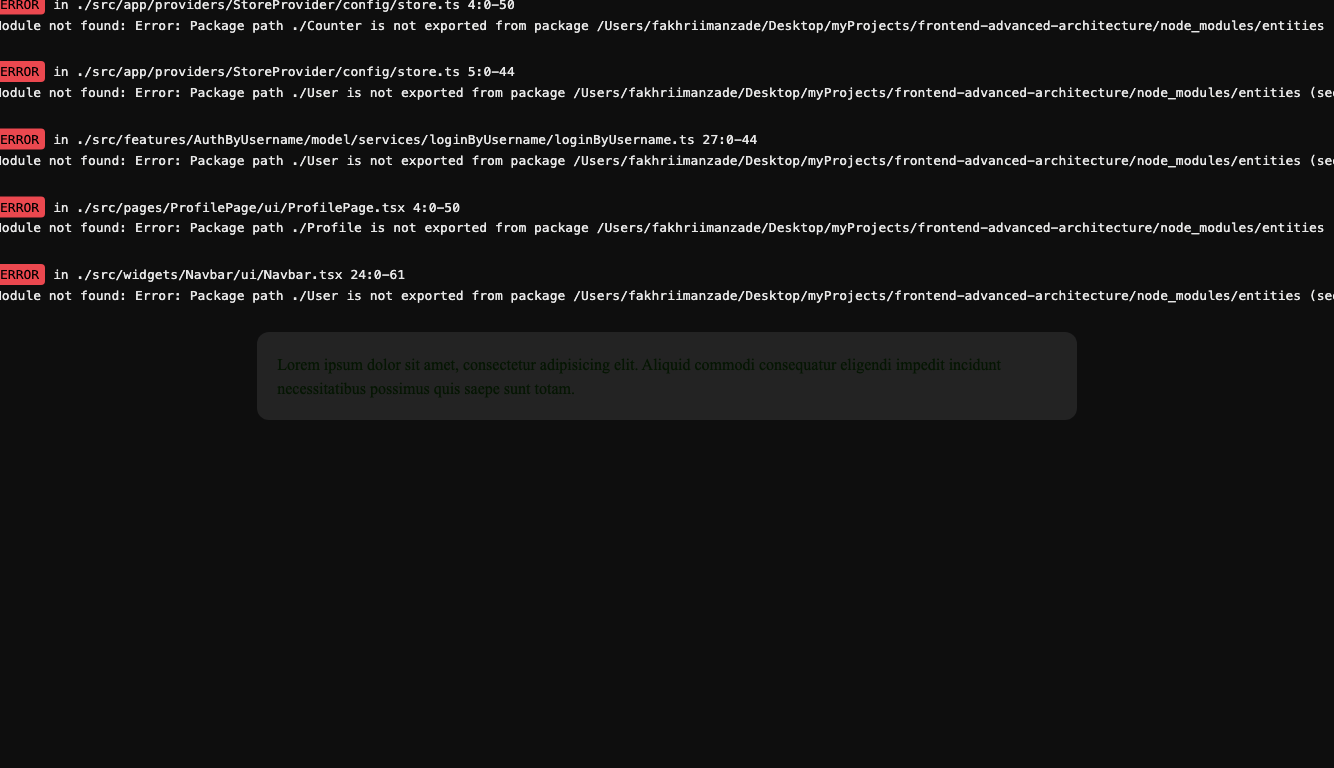 ERROR in ./src/app/providers/StoreProvider/config/store.ts 4:0-50
Module not found: Error: Package path ./Counter is not exported from package /Users/fakhriimanzade/Desktop/myProjects/frontend-advanced-architecture/node_modules/entities
ERROR in ./src/app/providers/StoreProvider/config/store.ts 5:0-44
Module not found: Error: Package path ./User is not exported from package /Users/fakhriimanzade/Desktop/myProjects/frontend-advanced-architecture/node_modules/entities (see
ERROR in ./src/features/AuthByUsername/model/services/loginByUsername/loginByUsername.ts 27:0-44
Module not found: Error: Package path ./User is not exported from package /Users/fakhriimanzade/Desktop/myProjects/frontend-advanced-architecture/node_modules/entities (see
ERROR in ./src/pages/ProfilePage/ui/ProfilePage.tsx 4:0-50
Module not found: Error: Package path ./Profile is not exported from package /Users/fakhriimanzade/Desktop/myProjects/frontend-advanced-architecture/node_modules/entities
ERROR in ./src/widgets/Navbar/ui/Navbar.tsx 24:0-61
Module not found: Error: Package path ./User is not exported from package /Users/fakhriimanzade/Desktop/myProjects/frontend-advanced-architecture/node_modules/entities (see
Lorem ipsum dolor sit amet, consectetur adipisicing elit. Aliquid commodi consequatur eligendi impedit incidunt
necessitatibus possimus quis saepe sunt totam.